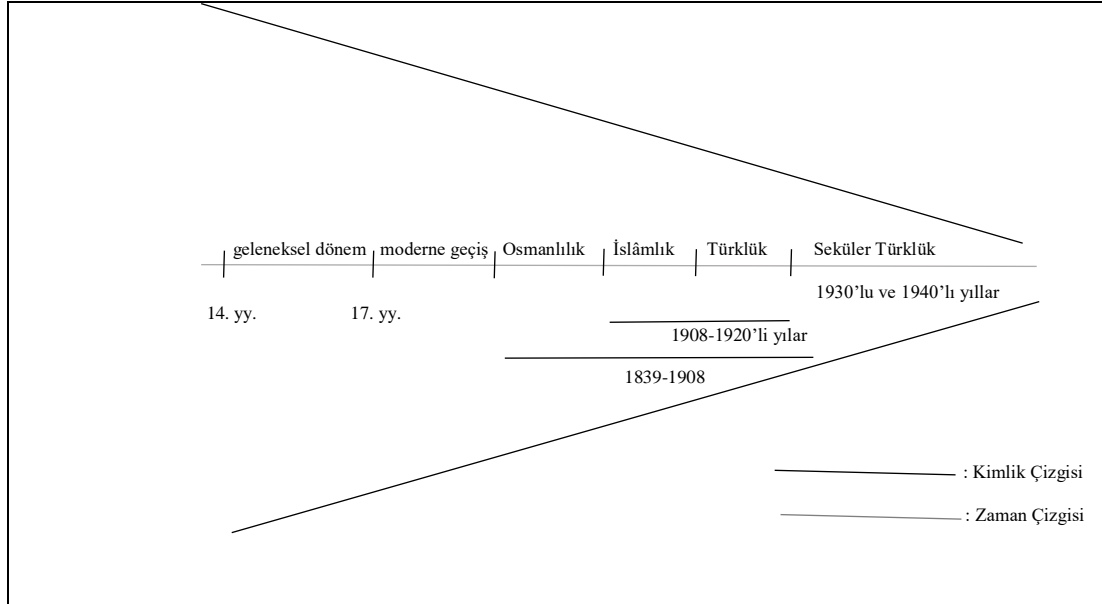 geleneksel dönem moderne geçiş Osmanlılık İslâmlık Türklük Seküler Türklük
1930’lu ve 1940’lı yıllar
14. yy. 17. yy.
1908-1920’li yılar
1839-1908
: Kimlik Çizgisi
: Zaman Çizgisi